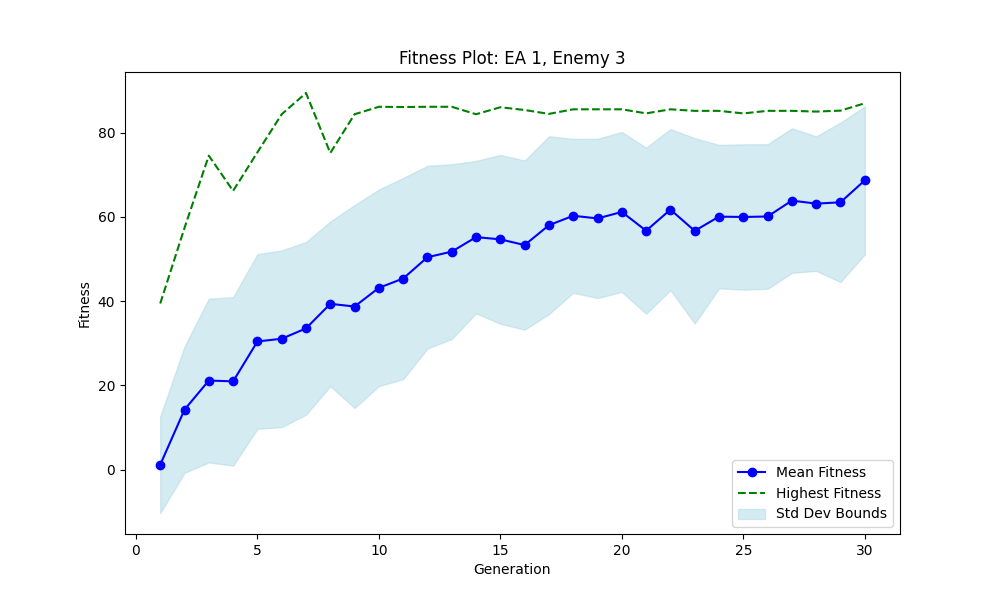 Fitness Plot: EA 1, Enemy 3
Fitness
80
60
40
20
0
0 5 10 15 20 25 30
Generation
Mean Fitness
Highest Fitness
Std Dev Bounds